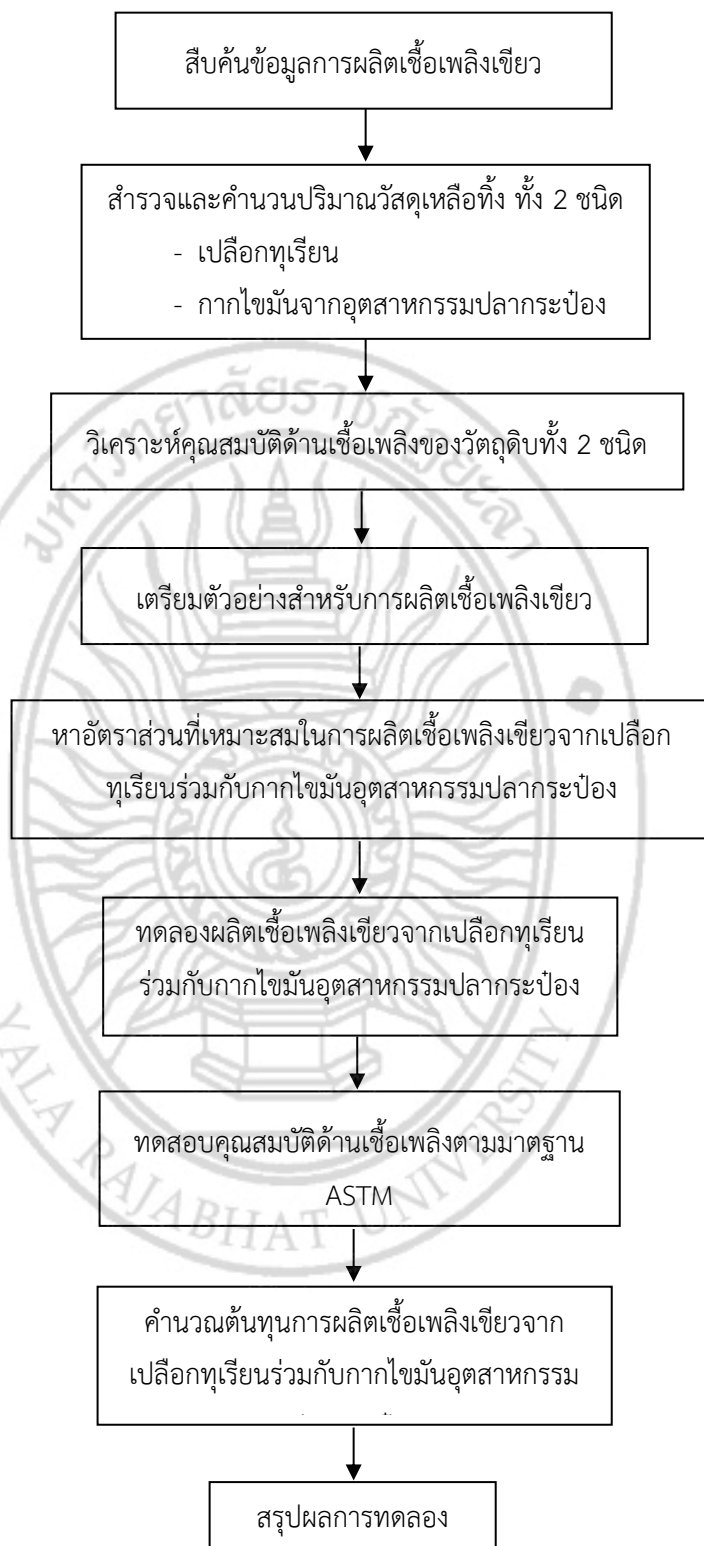 สืบค้นข้อมูลการผลิตเชื้อเพลิงเขียว
สำรวจและคำนวนปริมาณวัสดุเหลือทิ้ง ทั้ง 2 ชนิด
- เปลือกทุเรียน
- กากไขมันจากอุตสาหกรรมปลากระป๋อง
วิเคราะห์คุณสมบัติด้านเชื้อเพลิงของวัตถุดิบทั้ง 2 ชนิด
เตรียมตัวอย่างสำหรับการผลิตเชื้อเพลิงเขียว
หาอัตราส่วนที่เหมาะสมในการผลิตเชื้อเพลิงเขียวจากเปลือก
ทุเรียนร่วมกับกากไขมันอุตสาหกรรมปลากระป๋อง
ทดลองผลิตเชื้อเพลิงเขียวจากเปลือกทุเรียน
ร่วมกับกากไขมันอุตสาหกรรมปลากระป๋อง
ทดสอบคุณสมบัติด้านเชื้อเพลิงตามมาตฐาน
ASTM
คำนวณต้นทุนการผลิตเชื้อเพลิงเขียวจาก
เปลือกทุเรียนร่วมกับกากไขมันอุตสาหกรรม
สรุปผลการทดลอง
มหาวิทยาลัยราชภัฏยะลา
YALA RAJABHAT UNIVERSITY